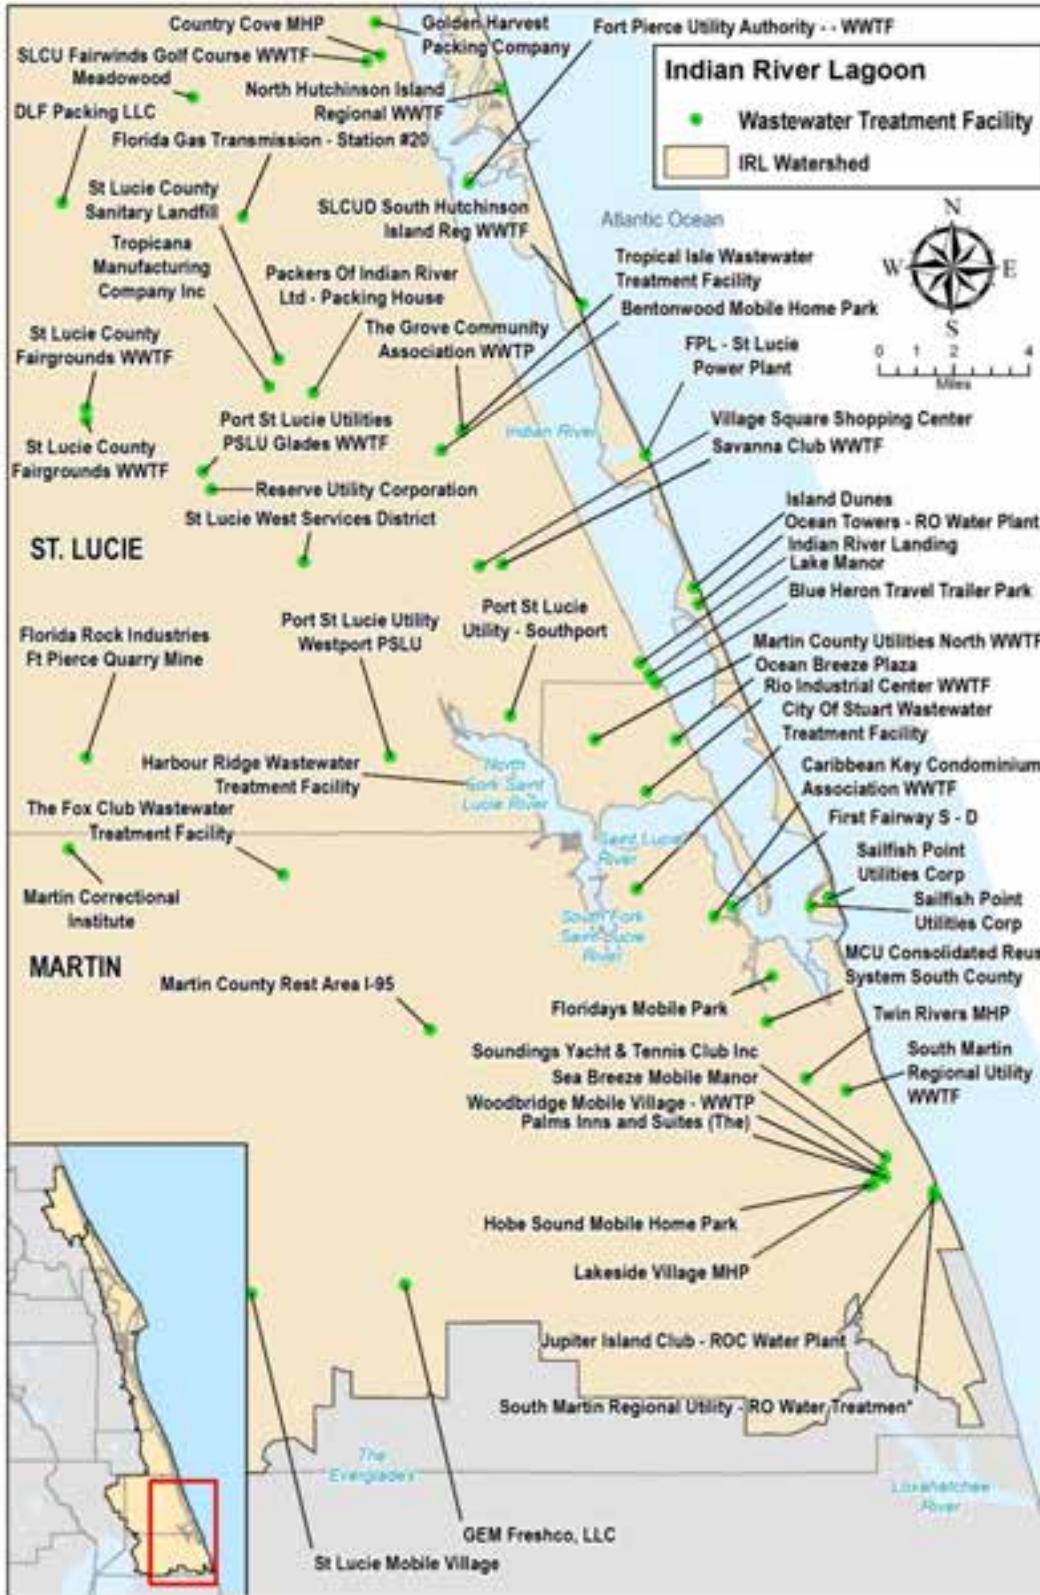 Country Cove MHP
Golden Harvest
Packing Company
Fort Pierce Utility Authority - - WWTF
SLCU Fairwinds Golf Course WWTF
Meadowood
North Hutchinson Island
Regional WWTF
DLF Packing LLC
Florida Gas Transmission - Station #20
Indian River Lagoon
Wastewater Treatment Facility
IRL Watershed
St Lucie County
Sanitary Landfill
SLCUD South Hutchinson
Island Reg WWTF
Atlantic Ocean
N
W
E
S
0 1 2 4
Miles
Tropicana
Manufacturing
Company Inc
Packers Of Indian River
Ltd - Packing House
Tropical Isle Wastewater
Treatment Facility
Bentonwood Mobile Home Park
St Lucie County
Fairgrounds WWTF
The Grove Community
Association WWTP
FPL - St Lucie
Power Plant
St Lucie County
Fairgrounds WWTF
Port St Lucie Utilities
PSLU Glades WWTF
Indian River
Village Square Shopping Center
Savanna Club WWTF
Reserve Utility Corporation
St Lucie West Services District
ST. LUCIE
Island Dunes
Ocean Towers - RO Water Plant
Indian River Landing
Lake Manor
Blue Heron Travel Trailer Park
Florida Rock Industries
Ft Pierce Quarry Mine
Port St Lucie Utility
Westport PSLU
Port St Lucie
Utility - Southport
Martin County Utilities North WWTF
Ocean Breeze Plaza
Rio Industrial Center WWTF
City Of Stuart Wastewater
Treatment Facility
Harbour Ridge Wastewater
Treatment Facility
North
Fork Saint
Lucie River
Caribbean Key Condominium
Association WWTF
The Fox Club Wastewater
Treatment Facility
First Fairway S - D
Saint Lucie
River
Sailfish Point
Utilities Corp
Martin Correctional
Institute
Sailfish Point
Utilities Corp
South Fork
Saint Lucie
River
MARTIN
MCU Consolidated Reus
System South County
Martin County Rest Area I-95
Floridays Mobile Park
Twin Rivers MHP
Soundings Yacht & Tennis Club Inc
Sea Breeze Mobile Manor
Woodbridge Mobile Village - WWTP
Palms Inns and Suites (The)
South Martin
Regional Utility
WWTF
Hobe Sound Mobile Home Park
Lakeside Village MHP
Jupiter Island Club - ROC Water Plant
South Martin Regional Utility - RO Water Treatmen*
The
Everglades
Loxahatchee
River
GEM Freshco, LLC
St Lucie Mobile Village